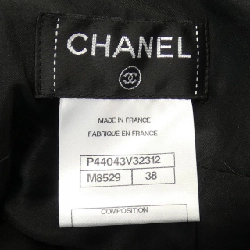 CHANEL
MADE IN FRANCE
FABRIQUE EN FRANCE
P44043V32312
M8529 38
COMPOSITION